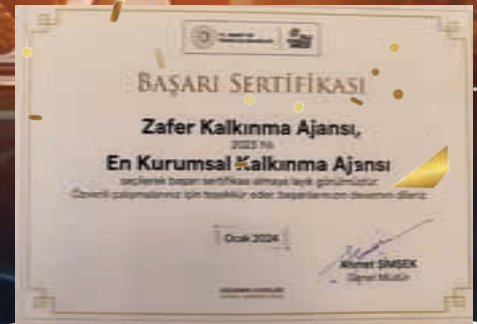 BAŞARI SERTİFİKASI
Zafer Kalkınma Ajansı,
2023 Yılı
En Kurumsal Kalkınma Ajansı
seçilerek başarı sertifikası almaya layık görülmüştür.
Özverili çalışmalarınız için teşekkür eder, başarılarınızın devamını dileriz.
Ocak 2024
Ahmet ŞİMŞEK
Genel Müdür